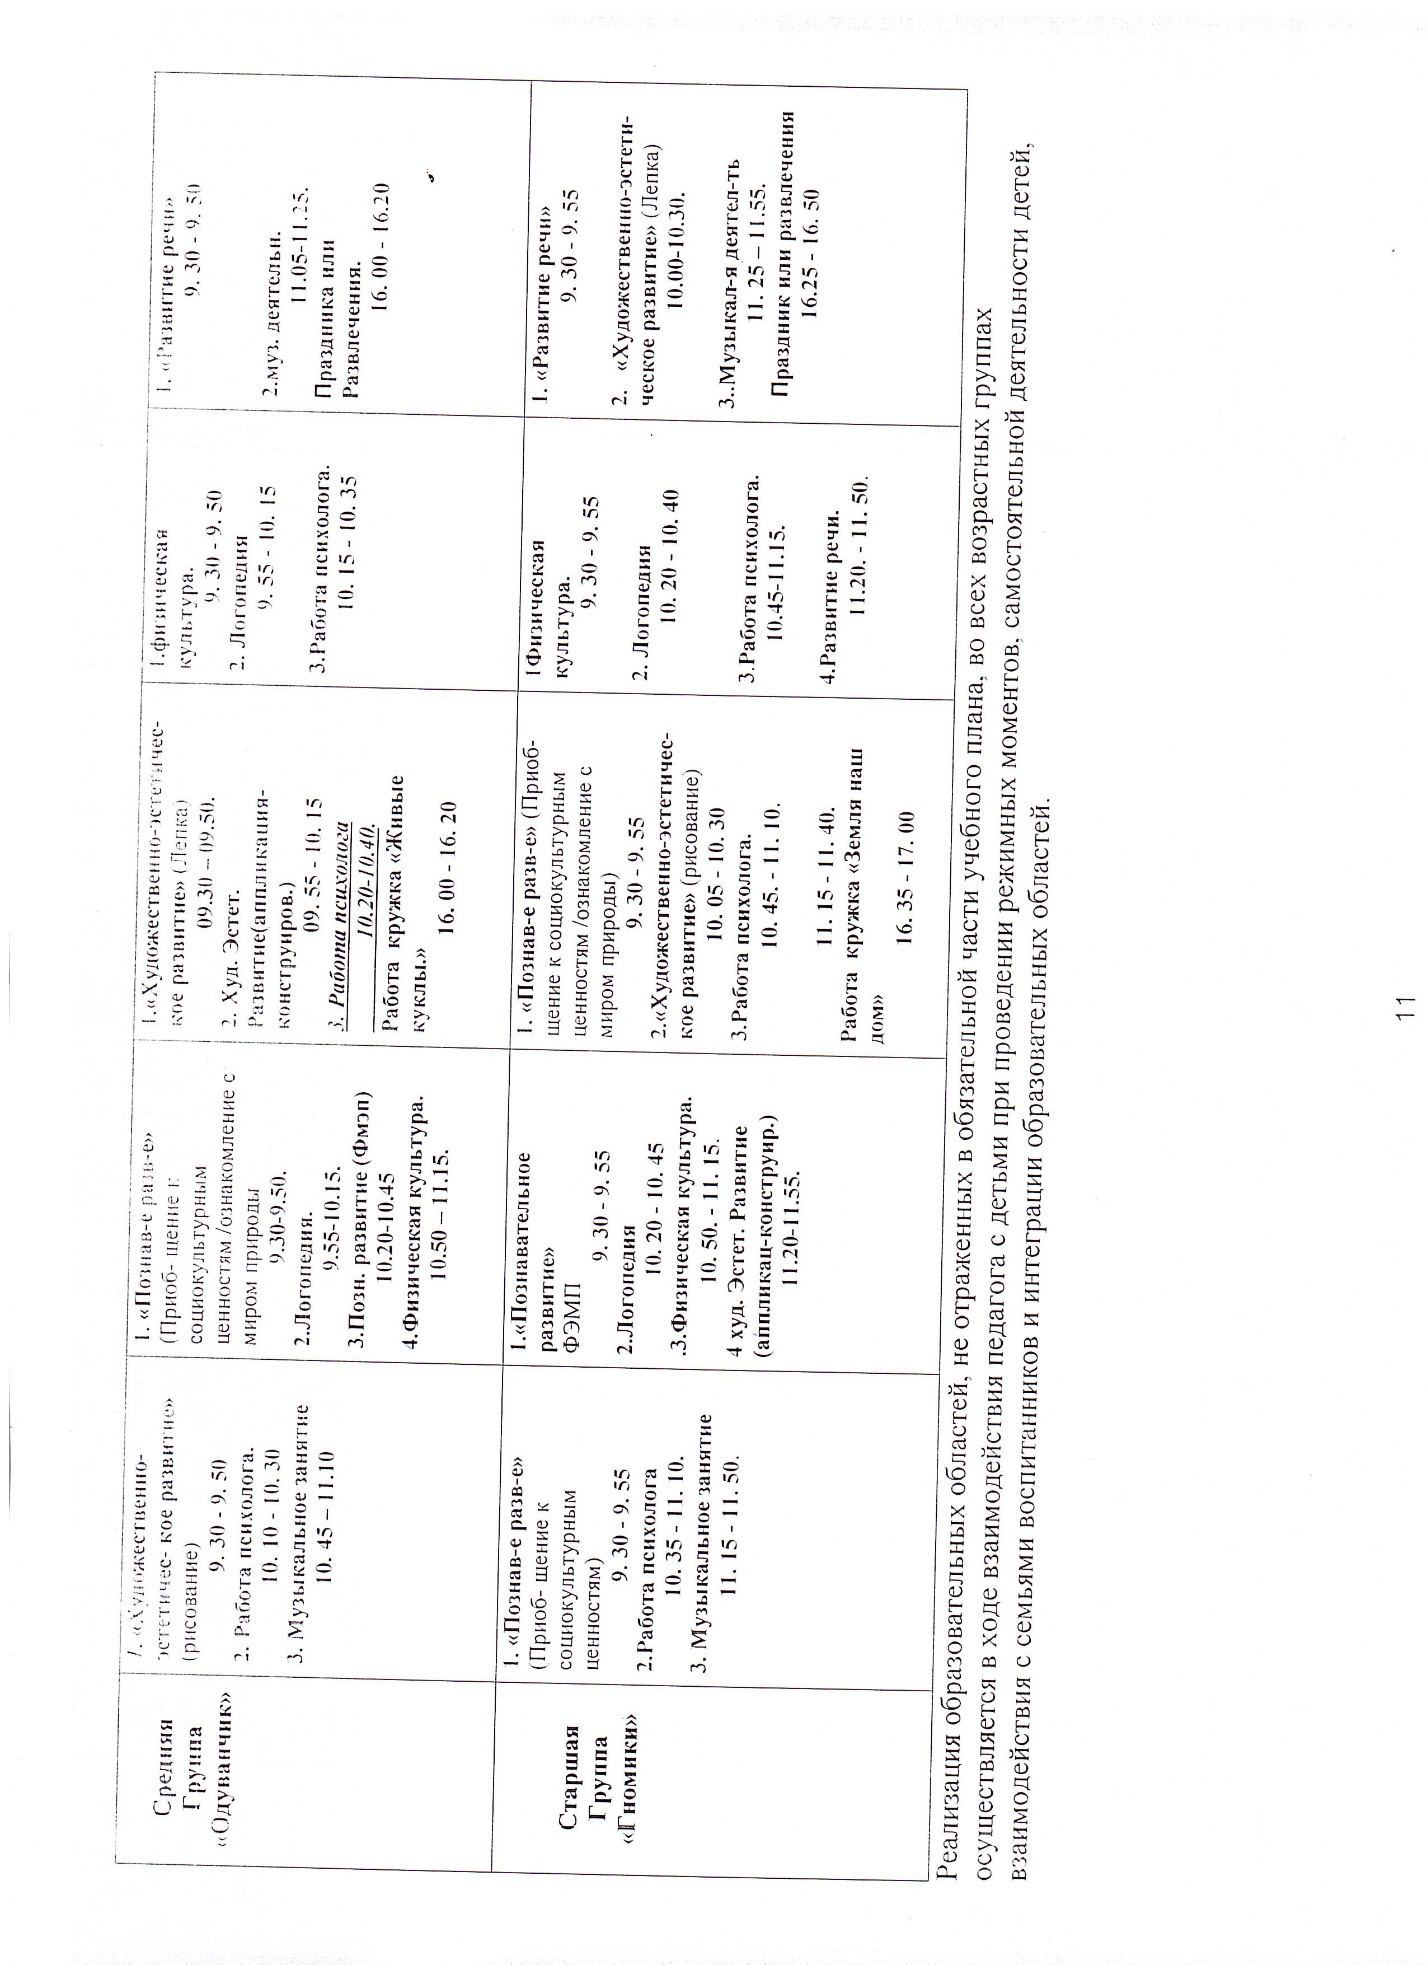 Средняя
Группа
«Одуванчик»
1. «Художественно-
эстетичес- кое развитие»
(рисование)
9. 30 - 9. 50
2. Работа психолога.
10. 10 - 10. 30
3. Музыкальное занятие
10. 45 – 11.10
1. «Познав-е разв-е»
(Приоб- щение к
социокультурным
ценностям /ознакомление с
миром природы
9.30-9.50.
2.Логопедия.
9.55-10.15.
3.Позн. развитие (Фмэп)
10.20-10.45
4.Физическая культура.
10.50 – 11.15.
1.«Художественно-эстетичес-
кое развитие» (Лепка)
09.30 – 09.50.
2. Худ. Эстет.
Развитие(аппликация-
конструиров.)
09. 55 - 10. 15
3. Работа психолога
10.20-10.40.
Работа кружка «Живые
куклы.»
16. 00 - 16. 20
1.физическая
культура.
9. 30 - 9. 50
2. Логопедия
9. 55 - 10. 15
3.Работа психолога.
10. 15 - 10. 35
1. «Развитие речи»
9. 30 - 9. 50
2.муз. деятельн.
11.05-11.25.
Праздника или
Развлечения.
16. 00 - 16.20
Старшая
Группа
«Гномики»
1. «Познав-е разв-е»
(Приоб- щение к
социокультурным
ценностям)
9. 30 - 9. 55
2.Работа психолога
10. 35 - 11. 10.
3. Музыкальное занятие
11. 15 - 11. 50.
1.«Познавательное
развитие»
ФЭМП
9. 30 - 9. 55
2.Логопедия
10. 20 - 10. 45
.3.Физическая культура.
10. 50. - 11. 15.
4 худ. Эстет. Развитие
(аппликац-конструир.)
11.20-11.55.
1. «Познав-е разв-е» (Приоб-
щение к социокультурным
ценностям /ознакомление с
миром природы)
9. 30 - 9. 55
2.«Художественно-эстетичес-
кое развитие» (рисование)
10. 05 - 10. 30
3.Работа психолога.
10. 45. - 11. 10.
11. 15 - 11. 40.
Работа кружка «Земля наш
дом»
16. 35 - 17. 00
1Физическая
культура.
9. 30 - 9. 55
2. Логопедия
10. 20 - 10. 40
3.Работа психолога.
10.45-11.15.
4.Развитие речи.
11.20. - 11. 50.
1. «Развитие речи»
9. 30 - 9. 55
2. «Художественно-эстети-
ческое развитие» (Лепка)
10.00-10.30.
3..Музыкал-я деятел-ть
11. 25 – 11.55.
Праздник или развлечения
16.25 - 16. 50
Реализация образовательных областей, не отраженных в обязательной части учебного плана, во всех возрастных группах
осуществляется в ходе взаимодействия педагога с детьми при проведении режимных моментов, самостоятельной деятельности детей,
взаимодействия с семьями воспитанников и интеграции образовательных областей.
11